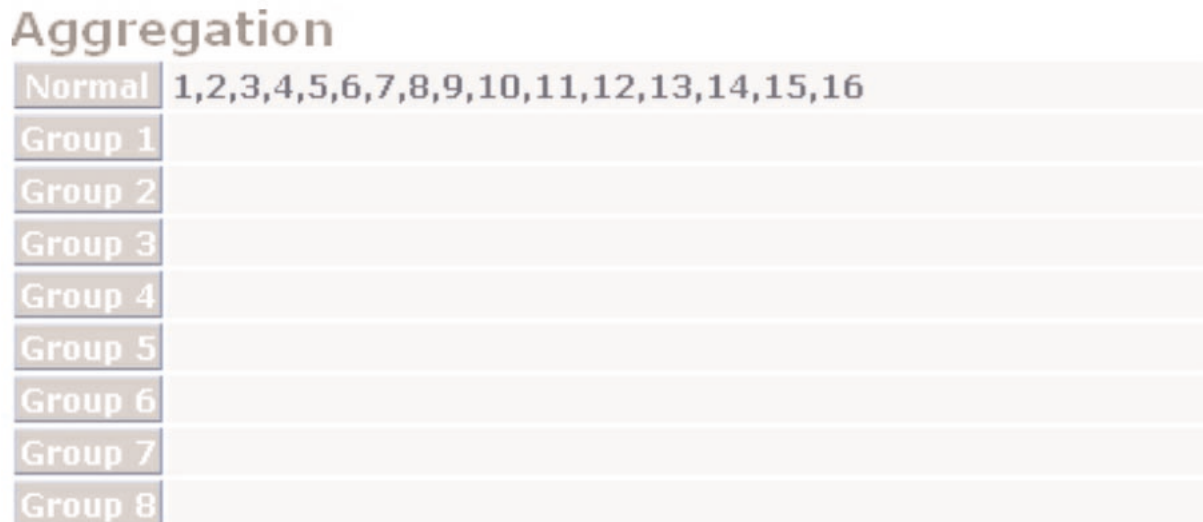 Aggregation
Normal 1,2,3,4,5,6,7,8,9,10,11,12,13,14,15,16
Group 1
Group 2
Group 3
Group 4
Group 5
Group 6
Group 7
Group 8